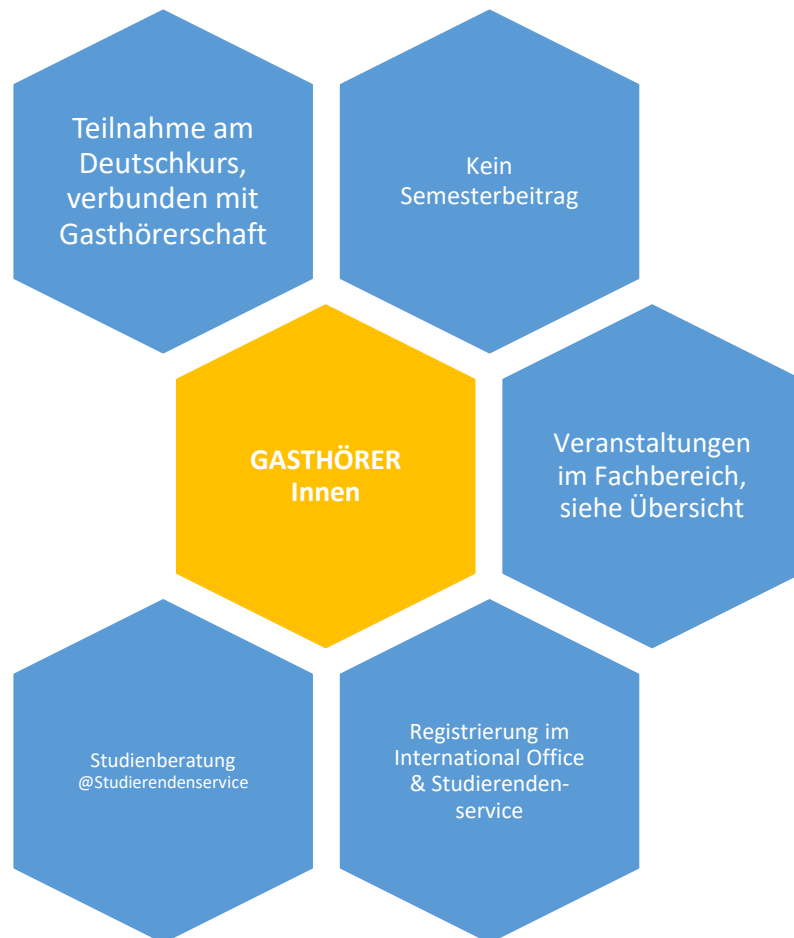 Teilnahme am
Deutschkurs,
verbunden mit
Gasthörerschaft
Kein
Semesterbeitrag
GASTHÖRER
Innen
Veranstaltungen
im Fachbereich,
siehe Übersicht
Studienberatung
@Studierendenservice
Registrierung im
International Office
& Studierenden-
service